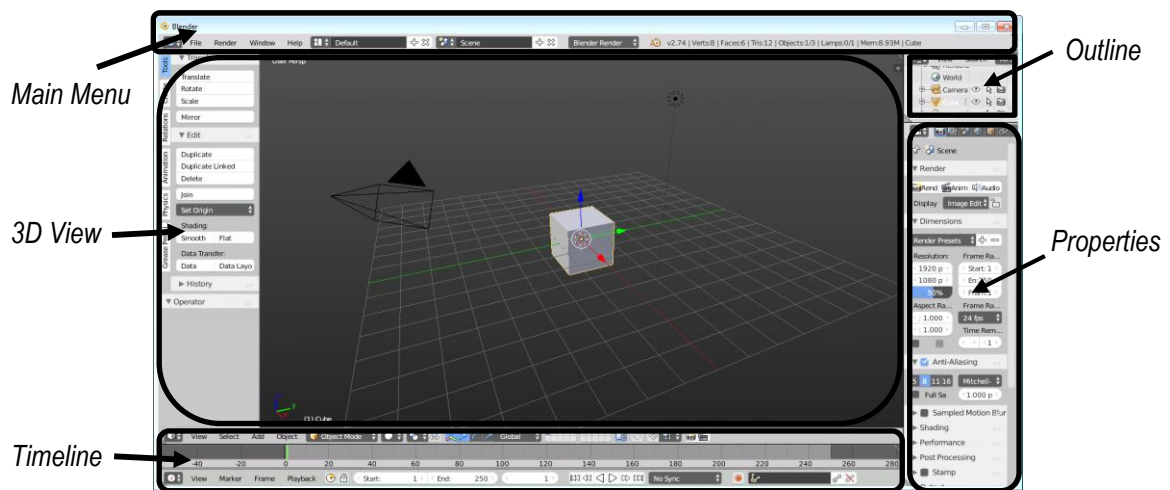 Blender
File Render Window Help Default Scene Blender Render v2.74 | Verts:8 | Faces:6 | Tris:12 | Objects:1/3 | Lamps:0/1 | Mem:8.93M | Cube
Outline
Main Menu
3D View
Timeline
Properties
Tools
Relations
Animation
Physics
Translate
Rotate
Scale
Mirror
Edit
Duplicate
Duplicate Linked
Delete
Join
Set Origin
Shading:
Smooth Flat
Data Transfer:
Data Data Layo
History
Operator
User Persp
(1) Cube
World
Camera
Cube
Scene
Render
Rend Anim Audio
Display Image Edit
Dimensions
Render Presets
Resolution: Frame Ra...
1920 p Start: 1
1080 p
50%
Aspect Ra... Frame Ra...
: 1.000 24 fps
: 1.000 Time Rem...
1
Anti-Aliasing
5 8 11 16 Mitchell-
Full Sa 1.000 p
Sampled Motion Blur
Shading
Performance
Post Processing
Stamp
View Select Add Object Object Mode Global
-40 -20 0 20 40 60 80 100 120 140 160 180 200 220 240 260 280
View Marker Frame Playback Start: 1 End: 250 1 No Sync